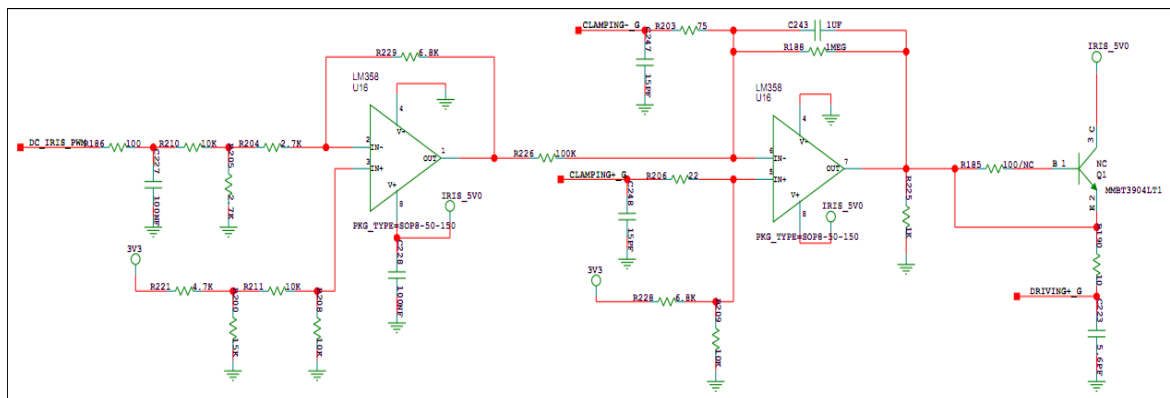 CLAMPING-_G
R203
75
C243
1UF
R188
1MEG
C247
15PF
IRIS_5V0
R229
6.8K
LM358
U16
4
V-
2
IN-
3
IN+
OUT
1
V+
8
IRIS_5V0
PKG_TYPE=SOP8-50-150
C228
100NF
DC_IRIS_PWM
R186
100
R210
10K
R204
2.7K
C227
100NF
R205
2.7K
3V3
R221
4.7K
R211
10K
R200
15K
R208
10K
R226
100K
LM358
U16
4
V-
6
IN-
5
IN+
OUT
7
V+
8
IRIS_5V0
PKG_TYPE=SOP8-50-150
CLAMPING+_G
R206
22
C248
15PF
3V3
R228
6.8K
R209
10K
R225
1K
R185
100/NC
B 1
3 C
NC
Q1
MMBT3904LT1
E 2
R190
10
DRIVING+_G
C223
5.6PF